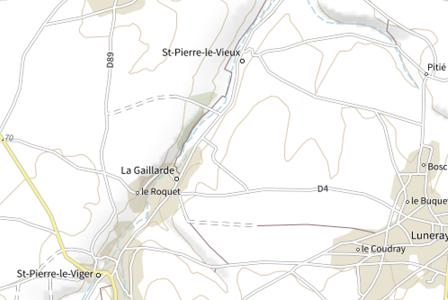 St-Pierre-le-Vieux
D89
Pitié
70
La Gaillarde
le Roquet
D4
Bosc
le Buque
Luneray
le Coudray
St-Pierre-le-Viger